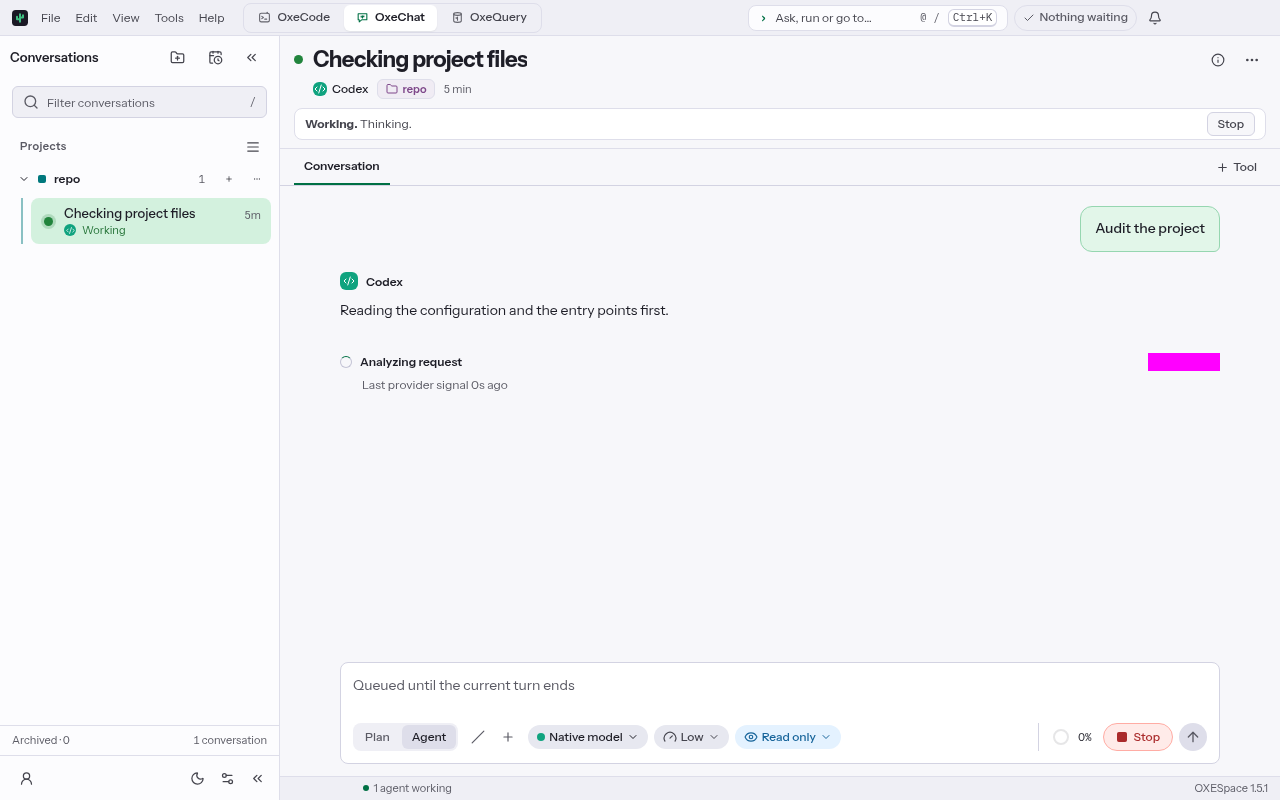 File Edit View Tools Help
OxeCode OxeChat OxeQuery
Ask, run or go to... @ / Ctrl+K
Nothing waiting
Conversations
Filter conversations /
Projects
repo 1 + ...
Checking project files 5m
Working
Archived · 0 1 conversation
Checking project files
Codex repo 5 min
Working. Thinking. Stop
Conversation + Tool
Audit the project
Codex
Reading the configuration and the entry points first.
Analyzing request
Last provider signal 0s ago
Queued until the current turn ends
Plan Agent / + Native model Low Read only 0% Stop
1 agent working
OXESpace 1.5.1